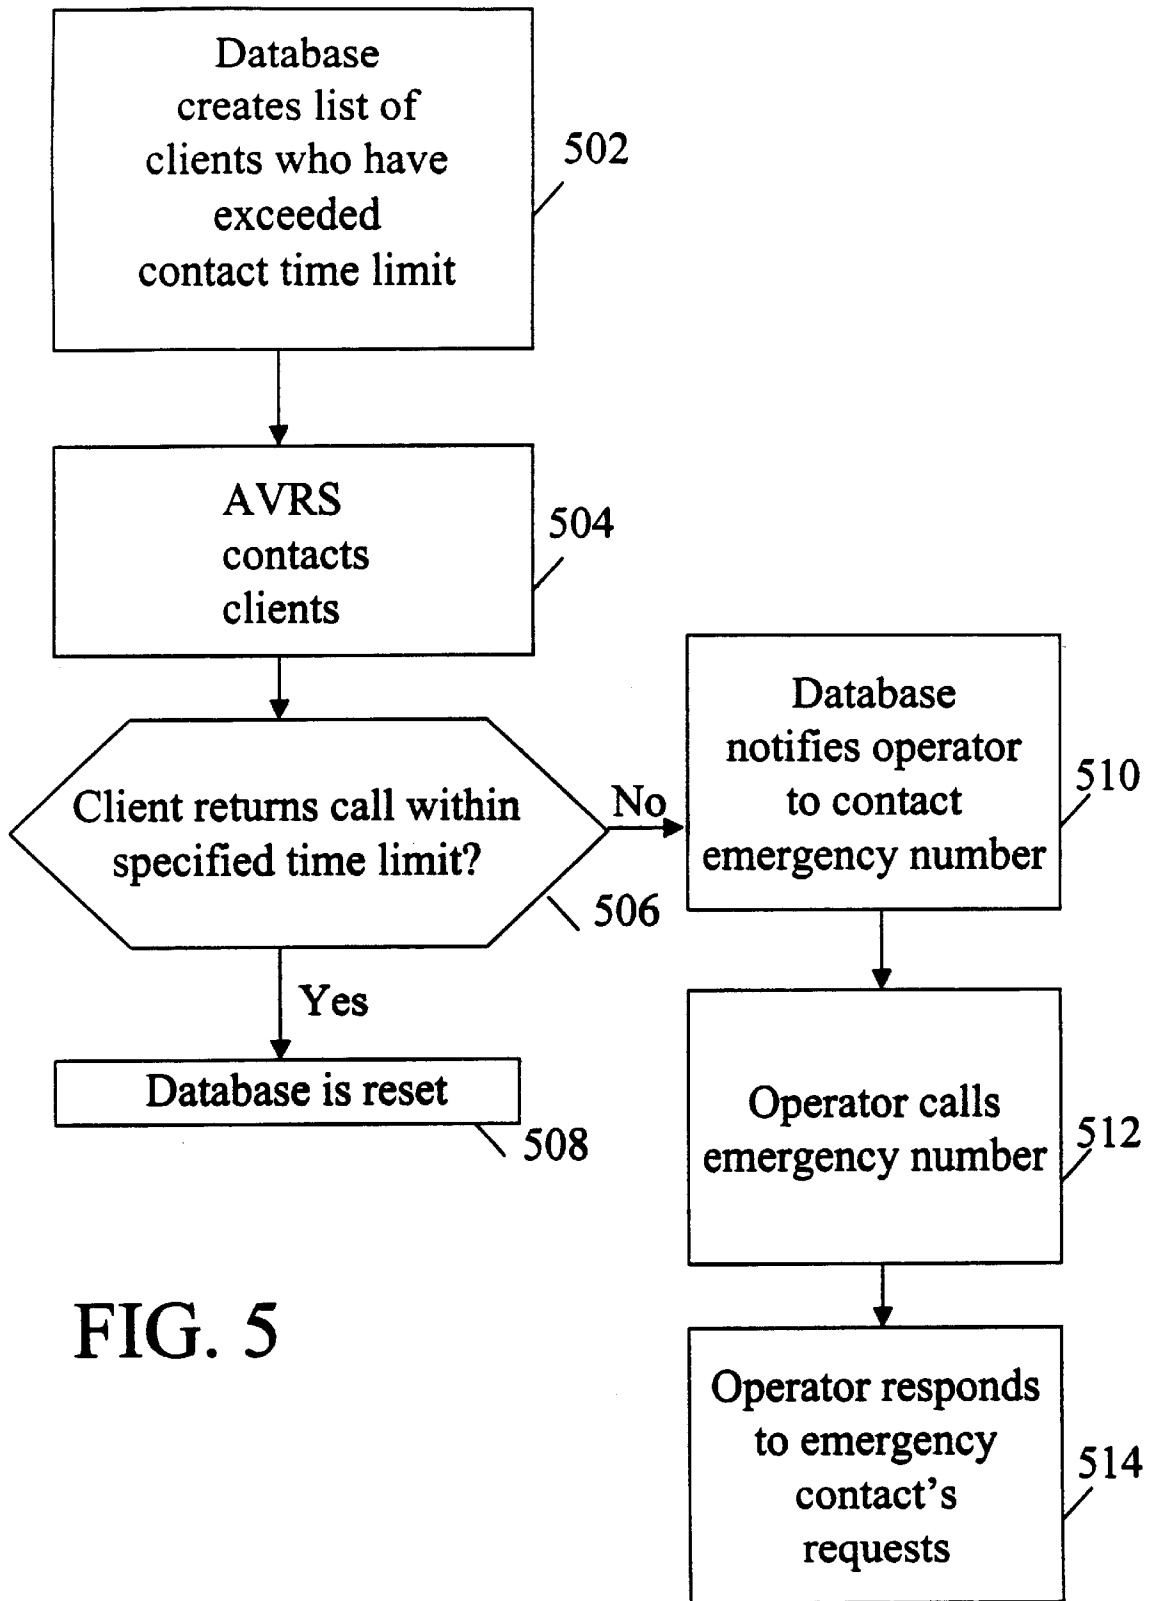 Database
creates list of
clients who have
exceeded
contact time limit
502
AVRS
contacts
clients
504
Client returns call within
specified time limit?
506
No
Yes
Database is reset
508
Database
notifies operator
to contact
emergency number
510
Operator calls
emergency number
512
Operator responds
to emergency
contact's
requests
514
FIG. 5